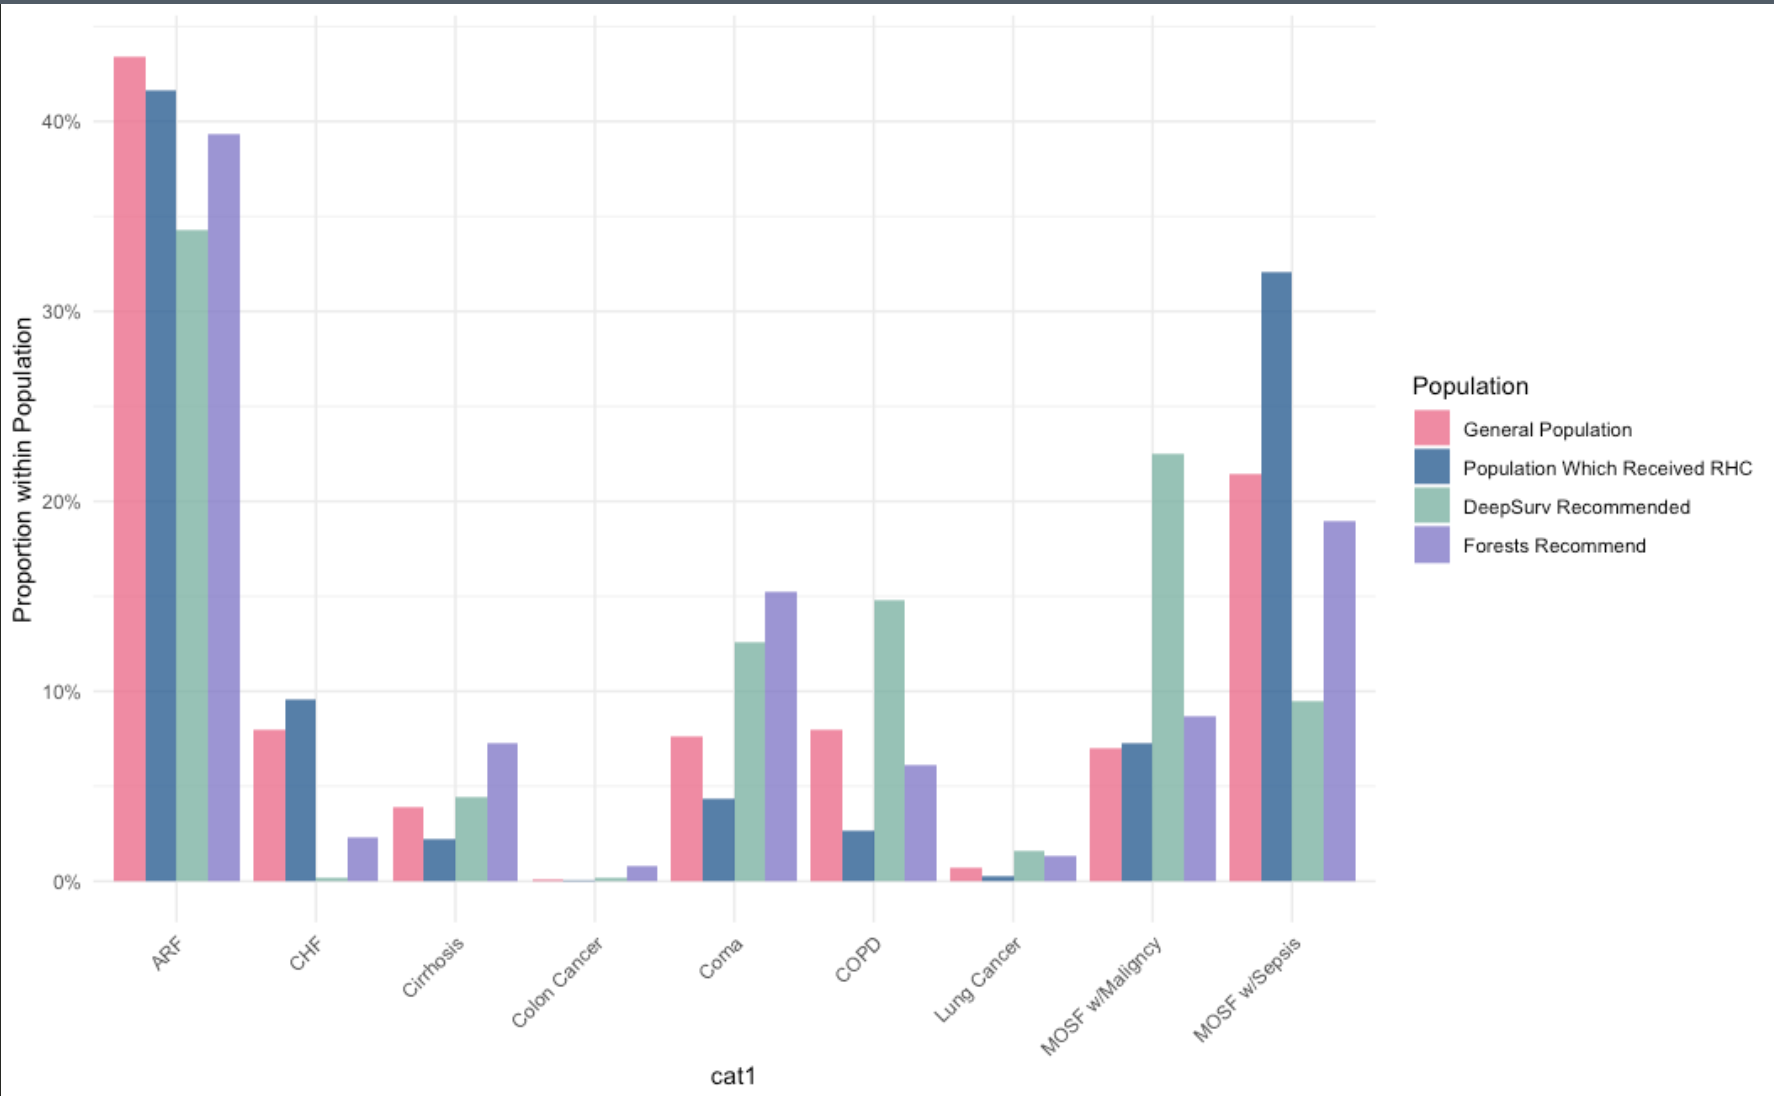 40%
30%
20%
10%
0%
Proportion within Population
ARF
CHF
Cirrhosis
Colon Cancer
Coma
COPD
Lung Cancer
MOSF w/Maligncy
MOSF w/Sepsis
cat1
Population
General Population
Population Which Received RHC
DeepSurv Recommended
Forests Recommend